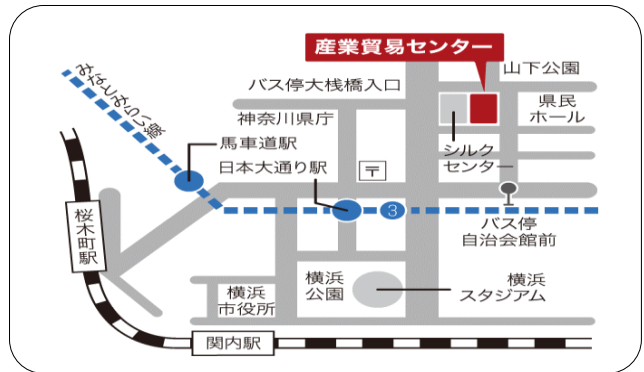 産業貿易センター
山下公園
みなとみらい線
バス停大桟橋入口
県民
ホール
神奈川県庁
馬車道駅
シルク
センター
日本大通り駅
〒
3
バス停
自治会館前
桜木町駅
横浜
公園
横浜
スタジアム
横浜
市役所
関内駅